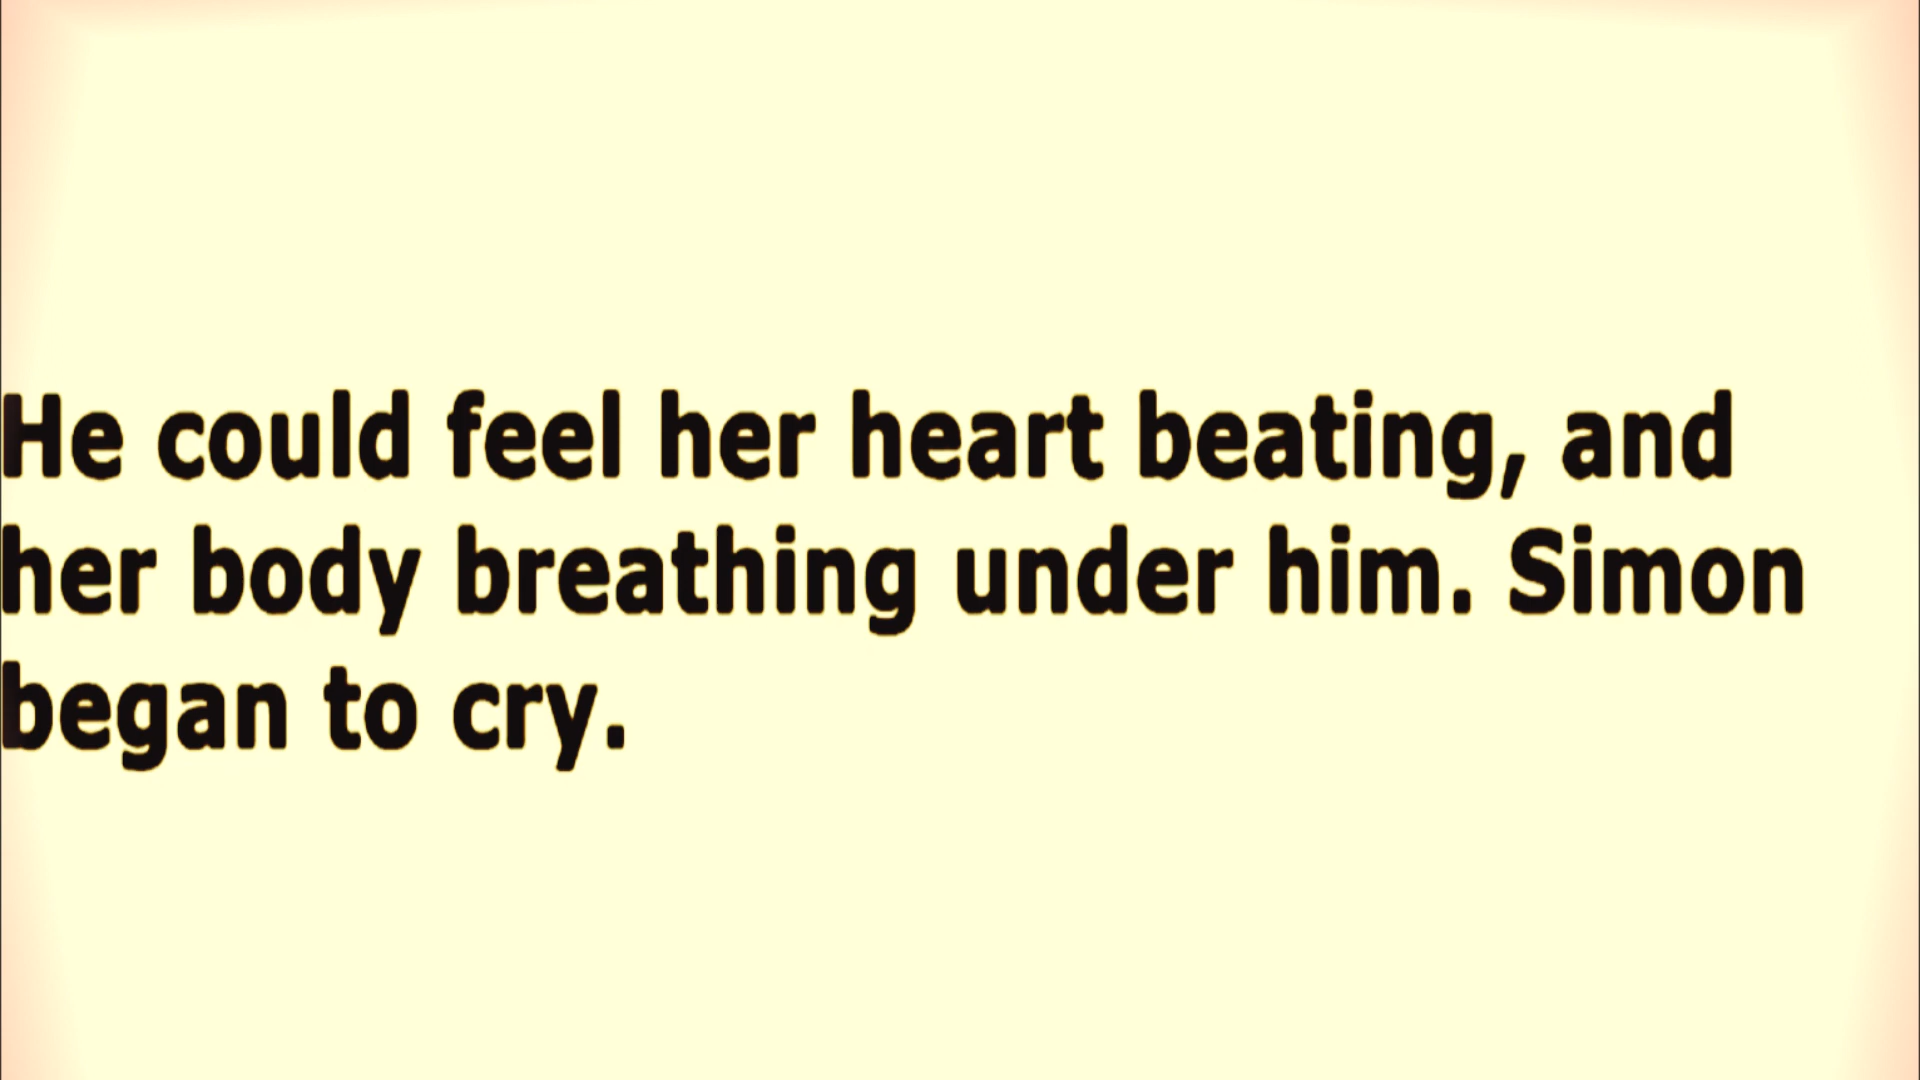 He could feel her heart beating, and
her body breathing under him. Simon
began to cry.